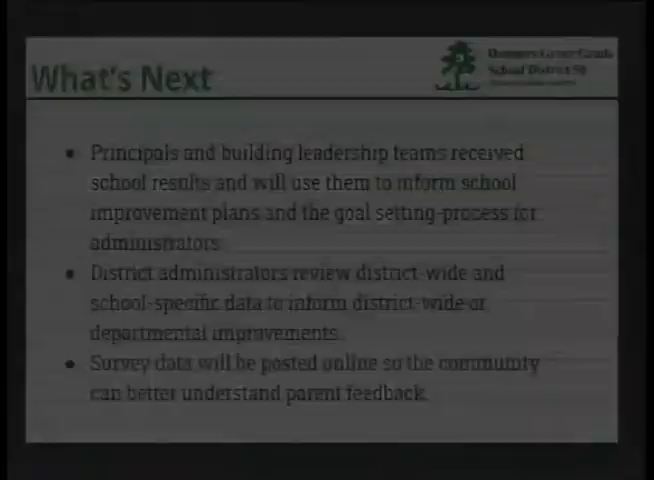 Downers Grove Grade
School District 58
What's Next
• Principals and building leadership teams received
school results and will use them to inform school
improvement plans and the goal setting-process for
administrators.
• District administrators review district-wide and
school-specific data to inform district-wide or
departmental improvements.
• Survey data will be posted online so the community
can better understand parent feedback.